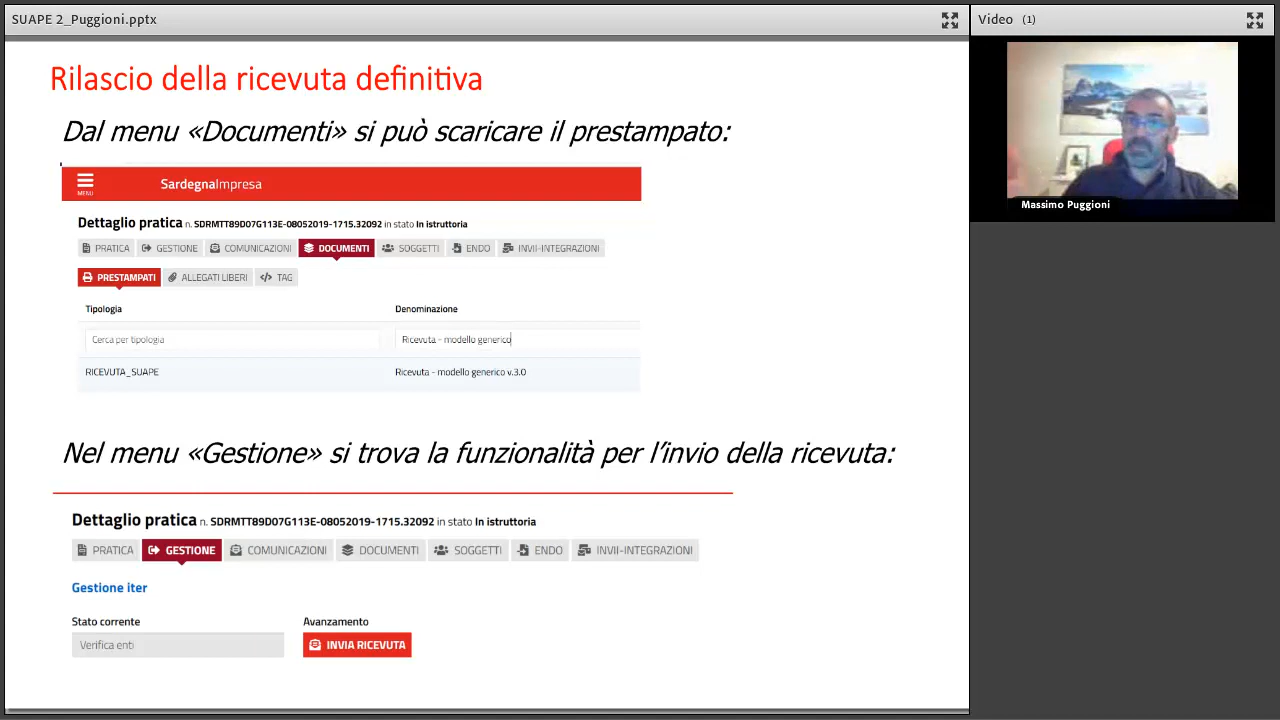 SUAPE 2_Puggioni.pptx
Video (1)
Massimo Puggioni
Rilascio della ricevuta definitiva
Dal menu «Documenti» si può scaricare il prestampato:
MENU
SardegnaImpresa
Dettaglio pratica n. SDRMTT89D07G113E-08052019-1715.32092 in stato In istruttoria
PRATICA GESTIONE COMUNICAZIONI DOCUMENTI SOGGETTI ENDO INVII-INTEGRAZIONI
PRESTAMPATI ALLEGATI LIBERI </> TAG
Tipologia Denominazione
Cerca per tipologia Ricevuta - modello generico
RICEVUTA_SUAPE Ricevuta - modello generico v.3.0
Nel menu «Gestione» si trova la funzionalità per l’invio della ricevuta:
Dettaglio pratica n. SDRMTT89D07G113E-08052019-1715.32092 in stato In istruttoria
PRATICA GESTIONE COMUNICAZIONI DOCUMENTI SOGGETTI ENDO INVII-INTEGRAZIONI
Gestione iter
Stato corrente Avanzamento
Verifica enti INVIA RICEVUTA